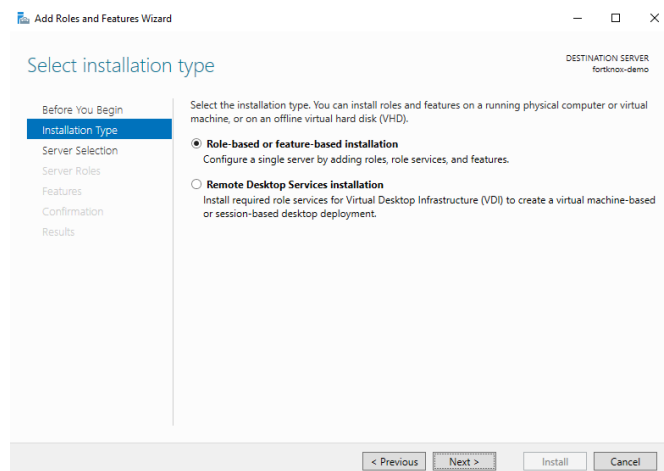 Add Roles and Features Wizard
Select installation type
DESTINATION SERVER
fortknox-demo
Before You Begin
Installation Type
Server Selection
Server Roles
Features
Confirmation
Results
Select the installation type. You can install roles and features on a running physical computer or virtual
machine, or on an offline virtual hard disk (VHD).
Role-based or feature-based installation
Configure a single server by adding roles, role services, and features.
Remote Desktop Services installation
Install required role services for Virtual Desktop Infrastructure (VDI) to create a virtual machine-based
or session-based desktop deployment.
< Previous Next > Install Cancel